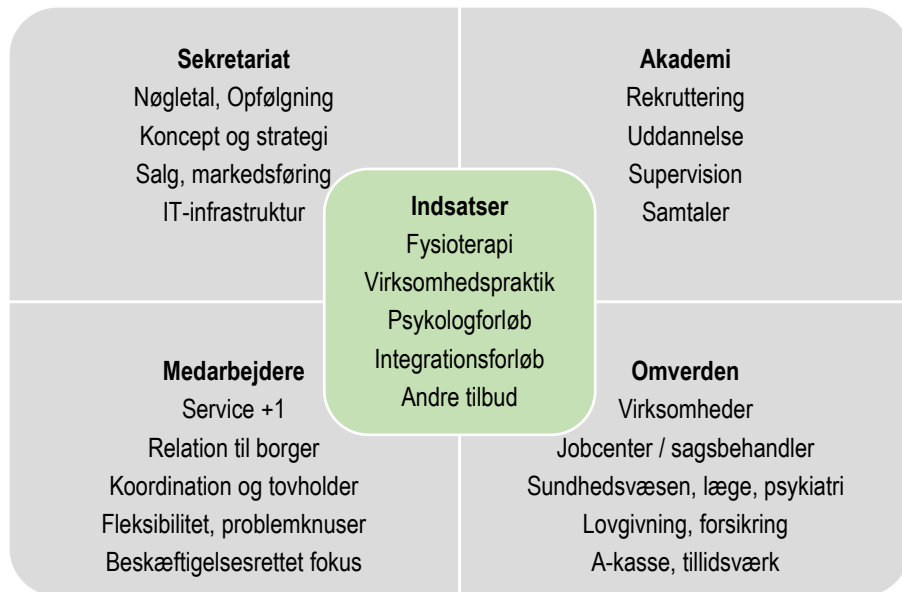 Sekretariat
Nøgletal, Opfølgning
Koncept og strategi
Salg, markedsføring
IT-infrastruktur
Akademi
Rekruttering
Uddannelse
Supervision
Samtaler
Indsatser
Fysioterapi
Virksomhedspraktik
Psykologforløb
Integrationsforløb
Andre tilbud
Medarbejdere
Service +1
Relation til borger
Koordination og tovholder
Fleksibilitet, problemknuser
Beskæftigelsesrettet fokus
Omverden
Virksomheder
Jobcenter / sagsbehandler
Sundhedsvæsen, læge, psykiatri
Lovgivning, forsikring
A-kasse, tillidsværk